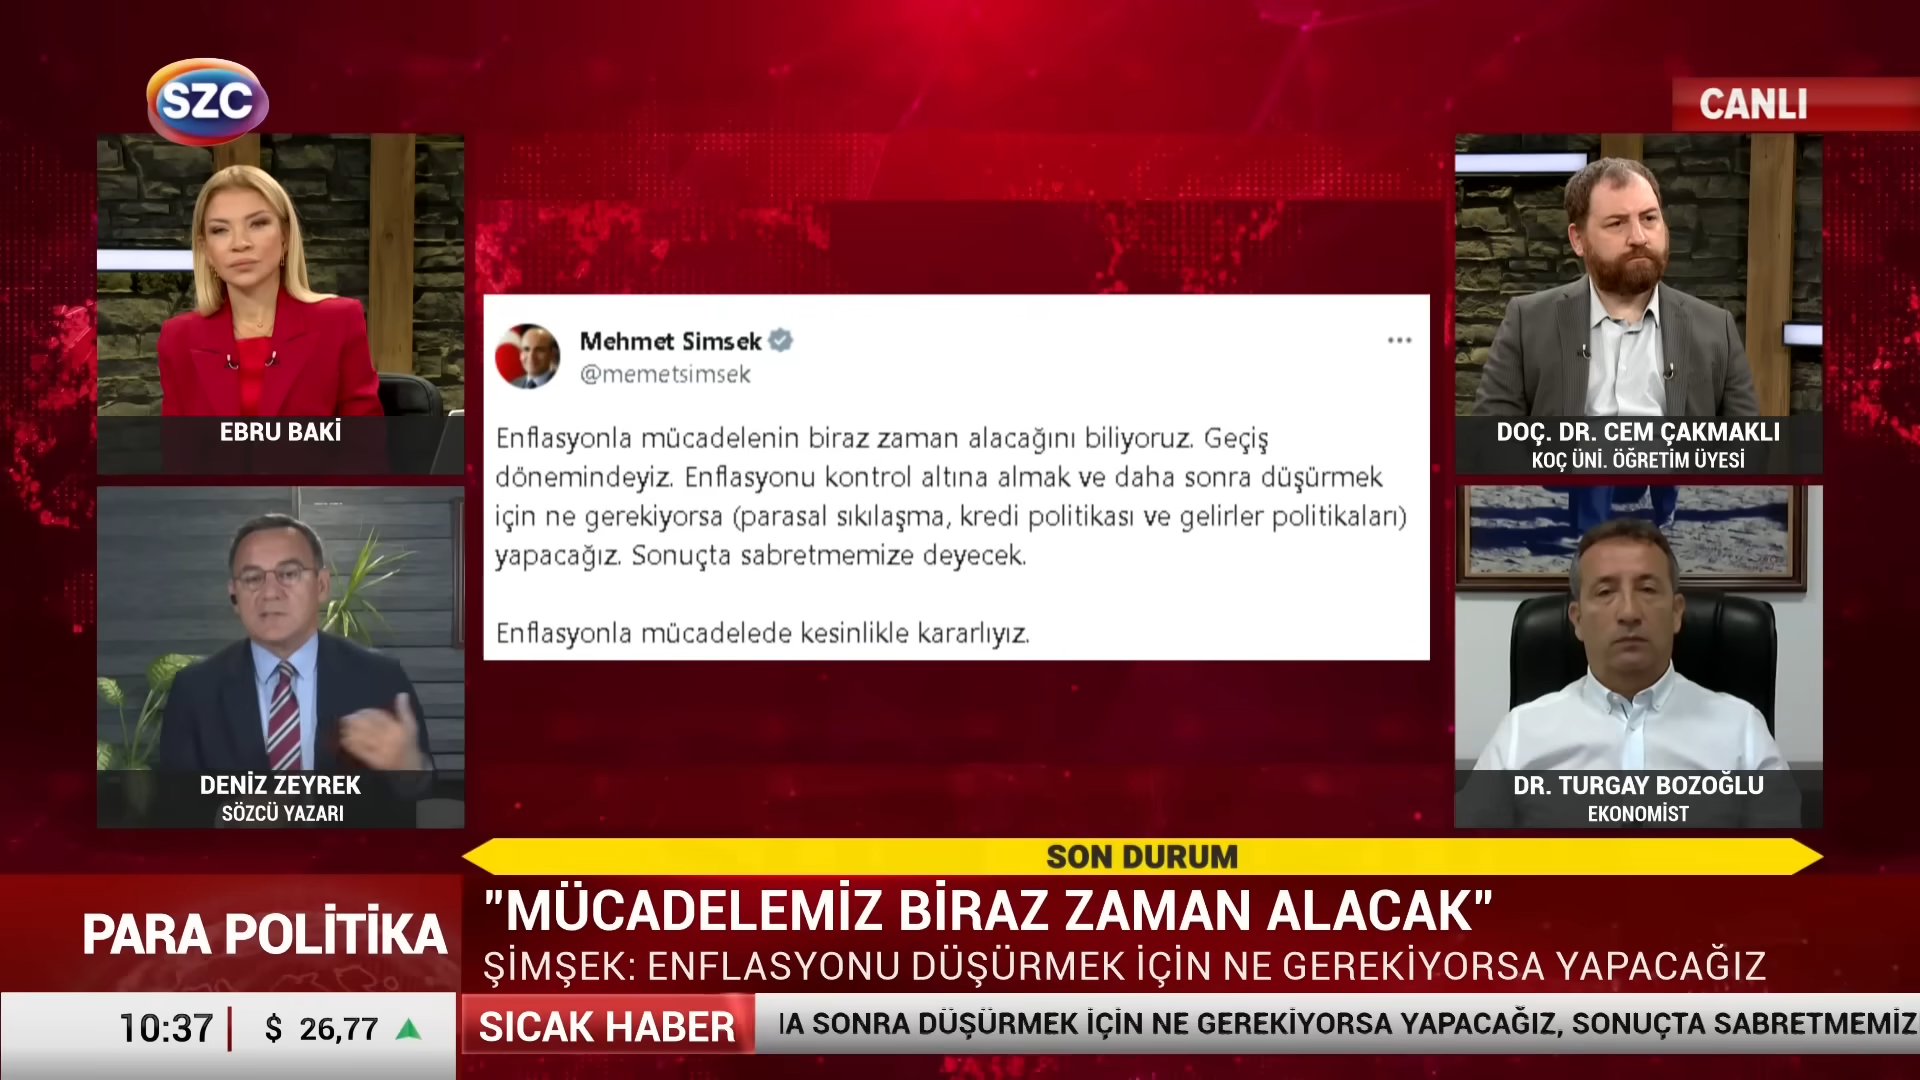 SZC
CANLI
EBRU BAKİ
DENİZ ZEYREK
SÖZCÜ YAZARI
Mehmet Simsek
@memetsimsek
Enflasyonla mücadelenin biraz zaman alacağını biliyoruz. Geçiş
dönemindeyiz. Enflasyonu kontrol altına almak ve daha sonra düşürmek
için ne gerekiyorsa (parasal sıkılaşma, kredi politikası ve gelirler politikaları)
yapacağız. Sonuçta sabretmemize deyecek.
Enflasyonla mücadelede kesinlikle kararlıyız.
DOÇ. DR. CEM ÇAKMAKLI
KOÇ ÜNİ. ÖĞRETİM ÜYESİ
DR. TURGAY BOZOĞLU
EKONOMİST
SON DURUM
PARA POLİTİKA
"MÜCADELEMİZ BİRAZ ZAMAN ALACAK"
ŞİMŞEK: ENFLASYONU DÜŞÜRMEK İÇİN NE GEREKİYORSA YAPACAĞIZ
10:37 $ 26,77
SICAK HABER
SONRA DÜŞÜRMEK İÇİN NE GEREKİYORSA YAPACAĞIZ, SONUÇTA SABRETMEMİZ